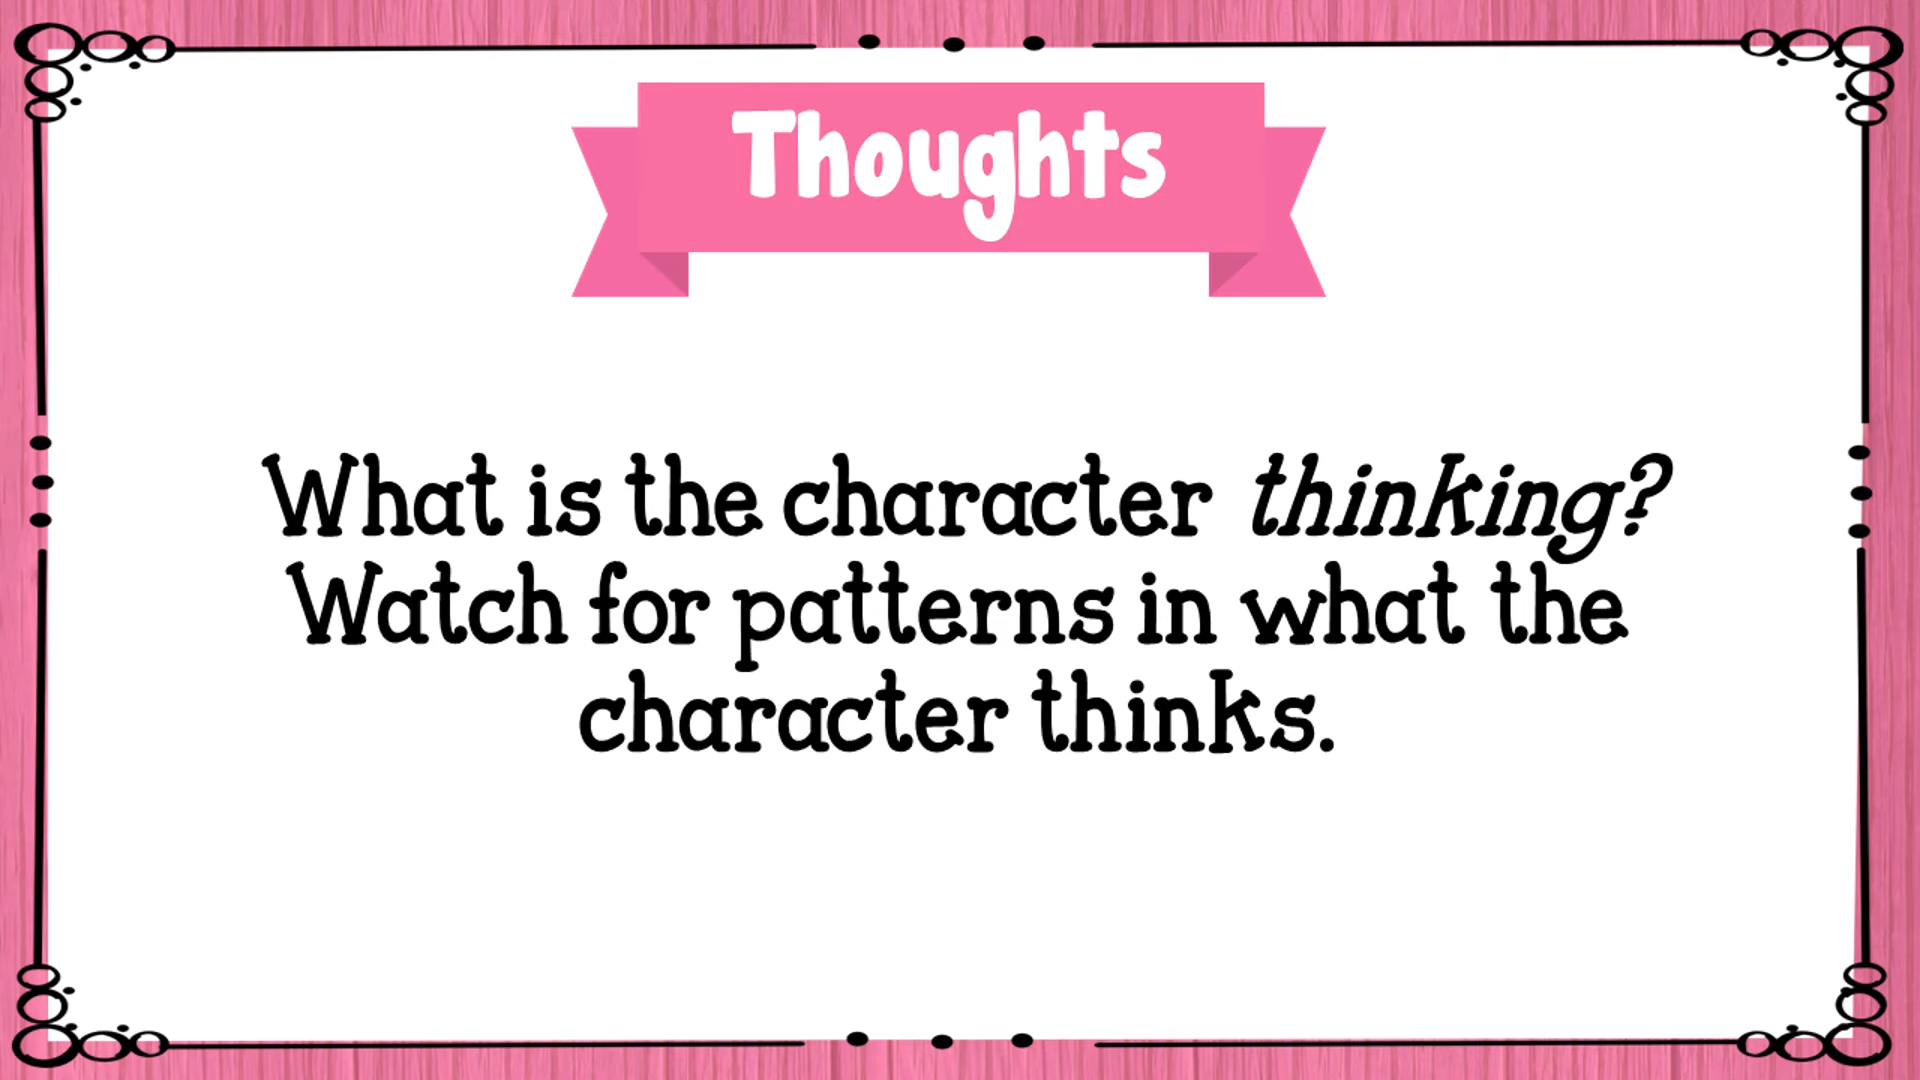 Thoughts
What is the character thinking?
Watch for patterns in what the
character thinks.